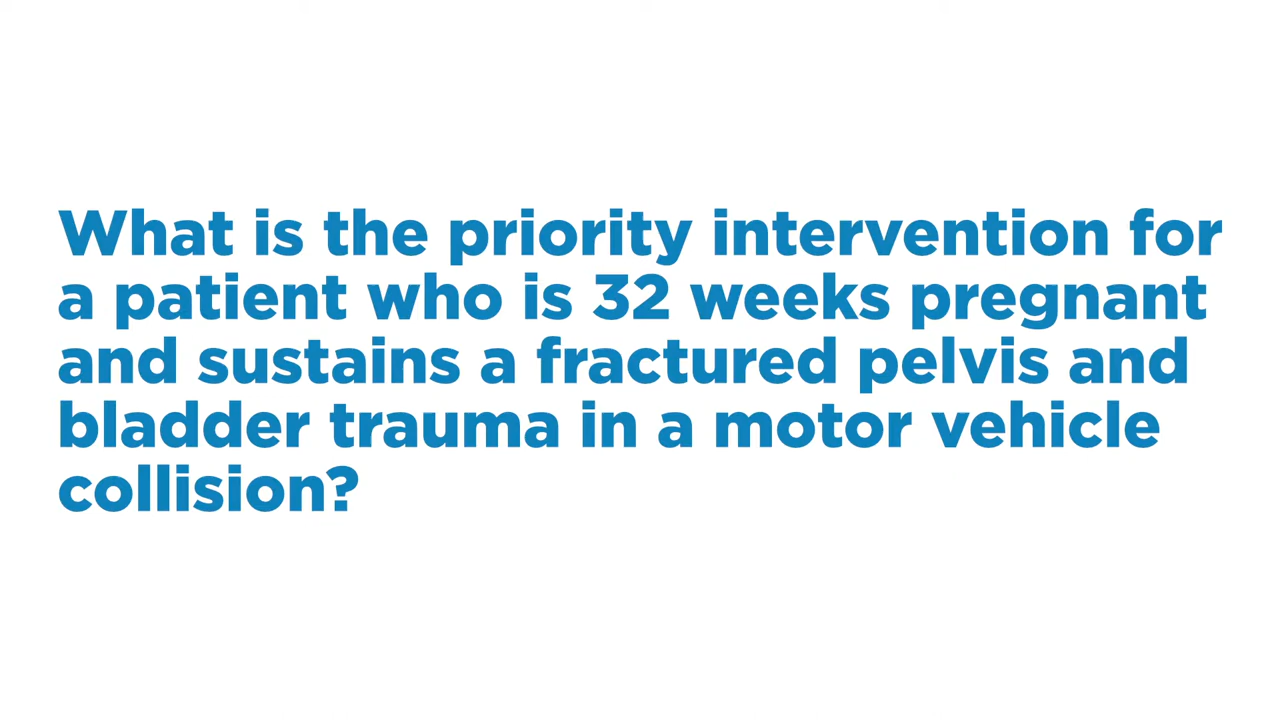 What is the priority intervention for
a patient who is 32 weeks pregnant
and sustains a fractured pelvis and
bladder trauma in a motor vehicle
collision?